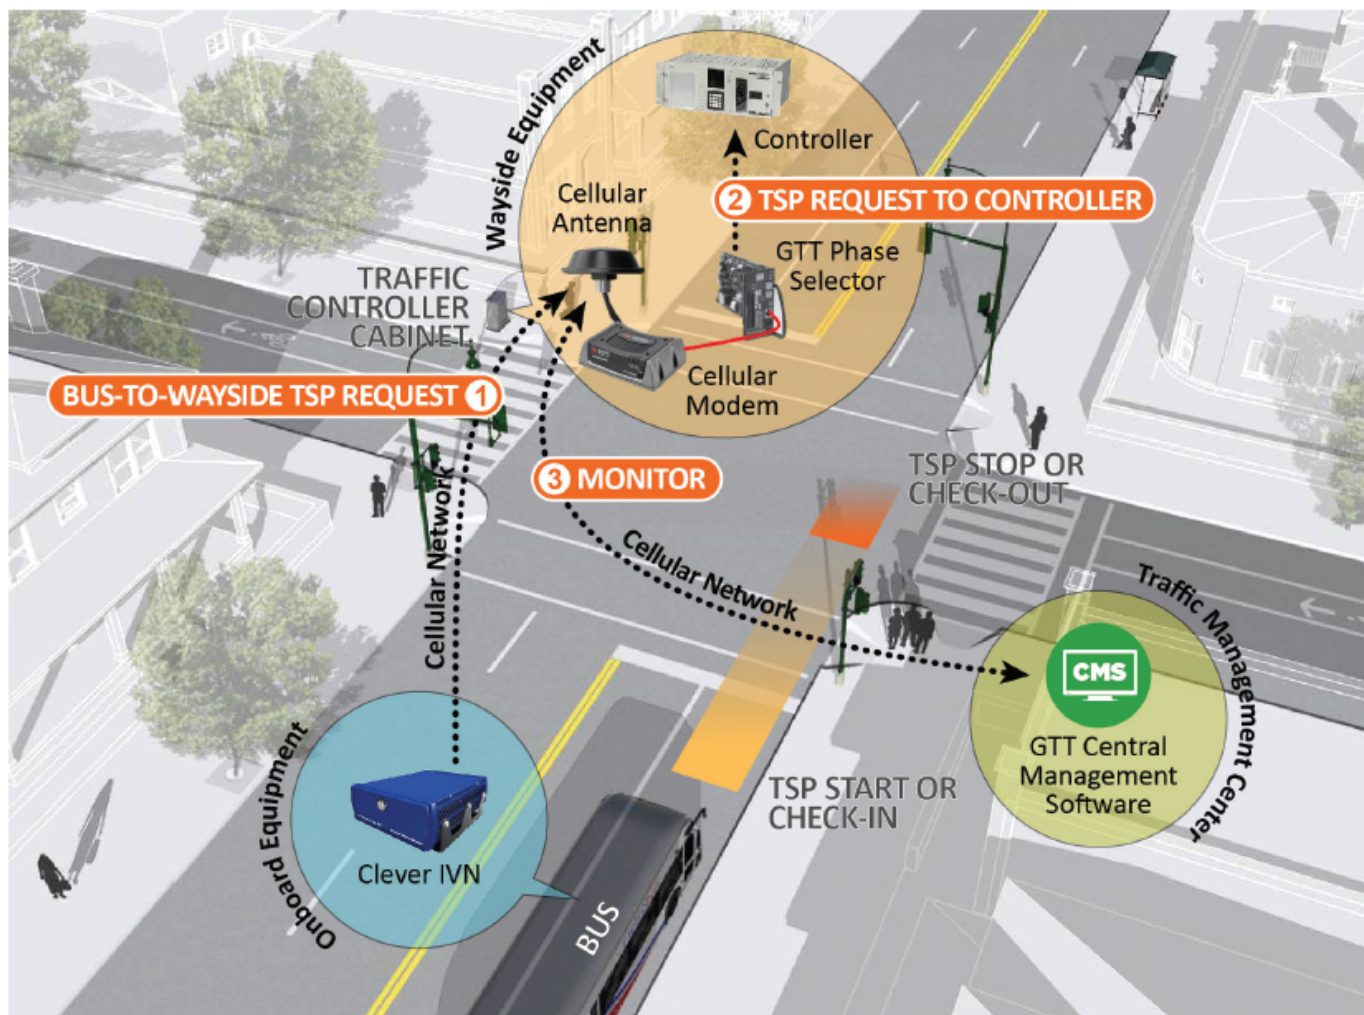 Wayside Equipment
Controller
2 TSP REQUEST TO CONTROLLER
Cellular
Antenna
GTT Phase
Selector
TRAFFIC
CONTROLLER
CABINET
Cellular
Modem
BUS-TO-WAYSIDE TSP REQUEST 1
3 MONITOR
TSP STOP OR
CHECK-OUT
Cellular Network
Cellular Network
Traffic Management Center
CMS
GTT Central
Management
Software
TSP START OR
CHECK-IN
Onboard Equipment
Clever IVN
BUS